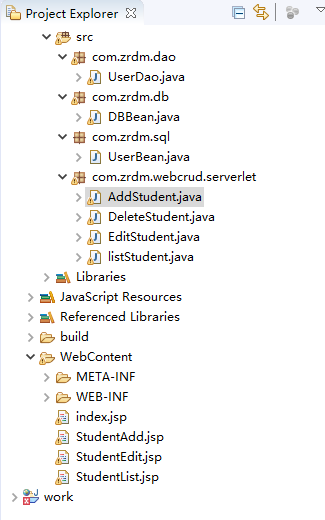 Project Explorer
src
com.zrdm.dao
UserDao.java
com.zrdm.db
DBBean.java
com.zrdm.sql
UserBean.java
com.zrdm.webcrud.serverlet
AddStudent.java
DeleteStudent.java
EditStudent.java
listStudent.java
Libraries
JavaScript Resources
Referenced Libraries
build
WebContent
META-INF
WEB-INF
index.jsp
StudentAdd.jsp
StudentEdit.jsp
StudentList.jsp
work